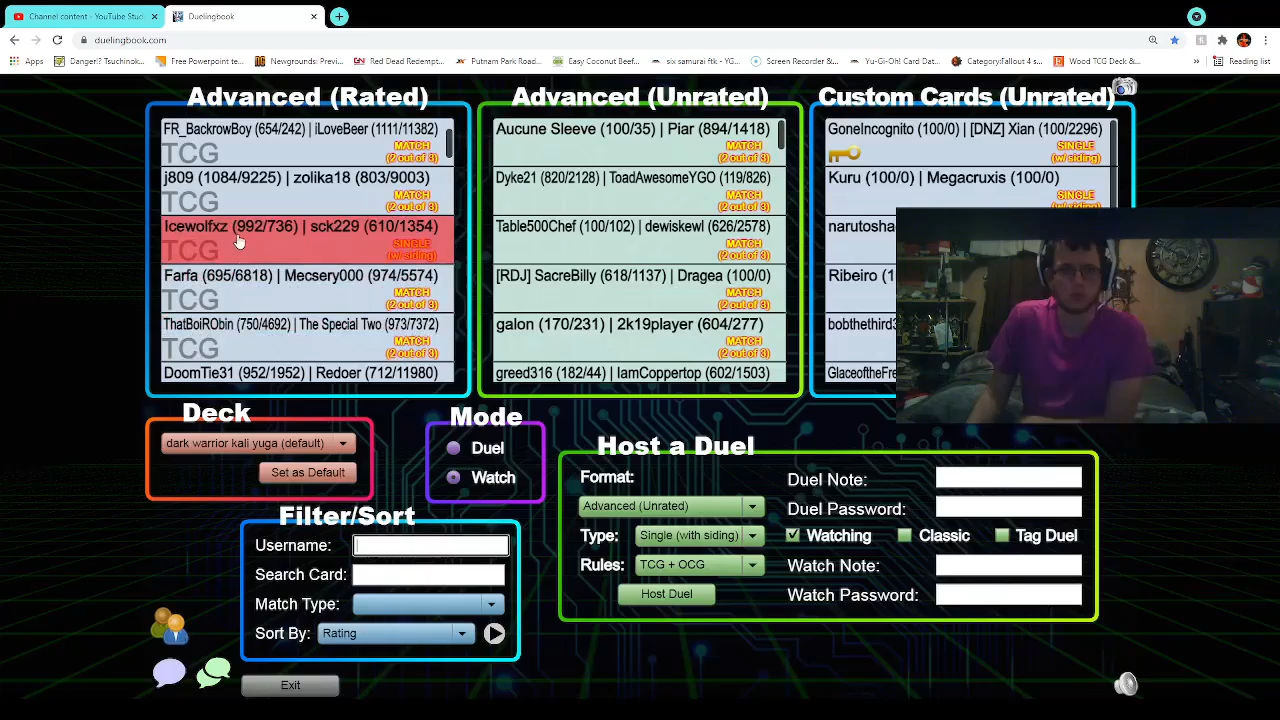 Channel content - YouTube Stud
Duelingbook
duelingbook.com
Apps
Danger!? Tsuchinok...
Free Powerpoint te...
Newgrounds: Previ...
Red Dead Redempt...
Putnam Park Road...
Easy Coconut Beef...
six samurai ftk - YG...
Yu-Gi-Oh! Card Dat...
Screen Recorder &...
Category:Fallout 4 s...
Wood TCG Deck &...
»
Reading list
Advanced (Rated)
FR_BackrowBoy (654/242) | iLoveBeer (1111/11382)
TCG
MATCH
(2 out of 3)
j809 (1084/9225) | zolika18 (803/9003)
TCG
MATCH
(2 out of 3)
Icewolfxz (992/736) | sck229 (610/1354)
TCG
SINGLE
(w/ siding)
Farfa (695/6818) | Mecsery000 (974/5574)
TCG
MATCH
(2 out of 3)
ThatBoiRObin (750/4692) | The Special Two (973/7372)
TCG
MATCH
(2 out of 3)
DoomTie31 (952/1952) | Redoer (712/11980)
Advanced (Unrated)
Aucune Sleeve (100/35) | Piar (894/1418)
MATCH
(2 out of 3)
Dyke21 (820/2128) | ToadAwesomeYGO (119/826)
MATCH
(2 out of 3)
Table500Chef (100/102) | dewiskewl (626/2578)
MATCH
(2 out of 3)
[RDJ] SacreBilly (618/1137) | Dragea (100/0)
MATCH
(2 out of 3)
galon (170/231) | 2k19player (604/277)
MATCH
(2 out of 3)
greed316 (182/44) | IamCoppertop (602/1503)
Custom Cards (Unrated)
GoneIncognito (100/0) | [DNZ] Xian (100/2296)
SINGLE
(w/ siding)
Kuru (100/0) | Megacruxis (100/0)
SINGLE
(w/ siding)
narutosha
Ribeiro (1
bobthethird3
GlaceoftheFre
Deck
dark warrior kali yuga (default)
Set as Default
Mode
Duel
Watch
Filter/Sort
Username:
Search Card:
Match Type:
Sort By: Rating
Exit
Host a Duel
Format:
Advanced (Unrated)
Type: Single (with siding)
Rules: TCG + OCG
Host Duel
Duel Note:
Duel Password:
Watching Classic Tag Duel
Watch Note:
Watch Password: